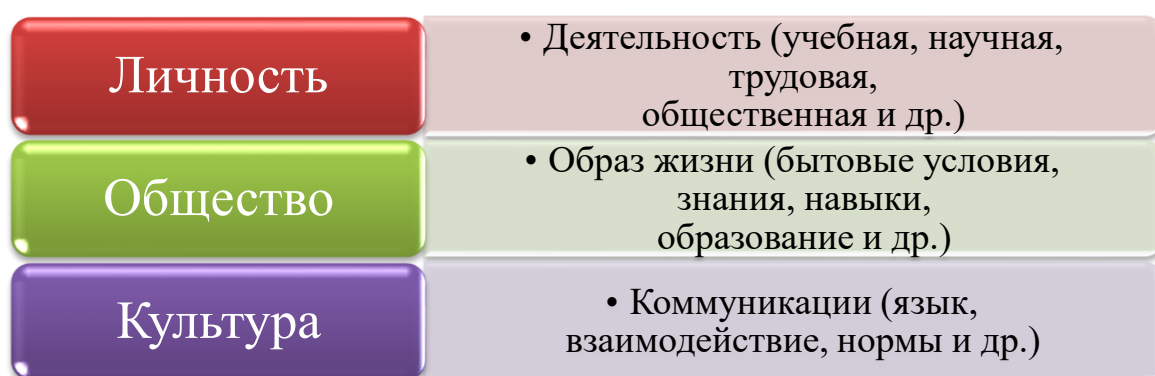 Личность
• Деятельность (учебная, научная,
трудовая,
общественная и др.)
Общество
• Образ жизни (бытовые условия,
знания, навыки,
образование и др.)
Культура
• Коммуникации (язык,
взаимодействие, нормы и др.)